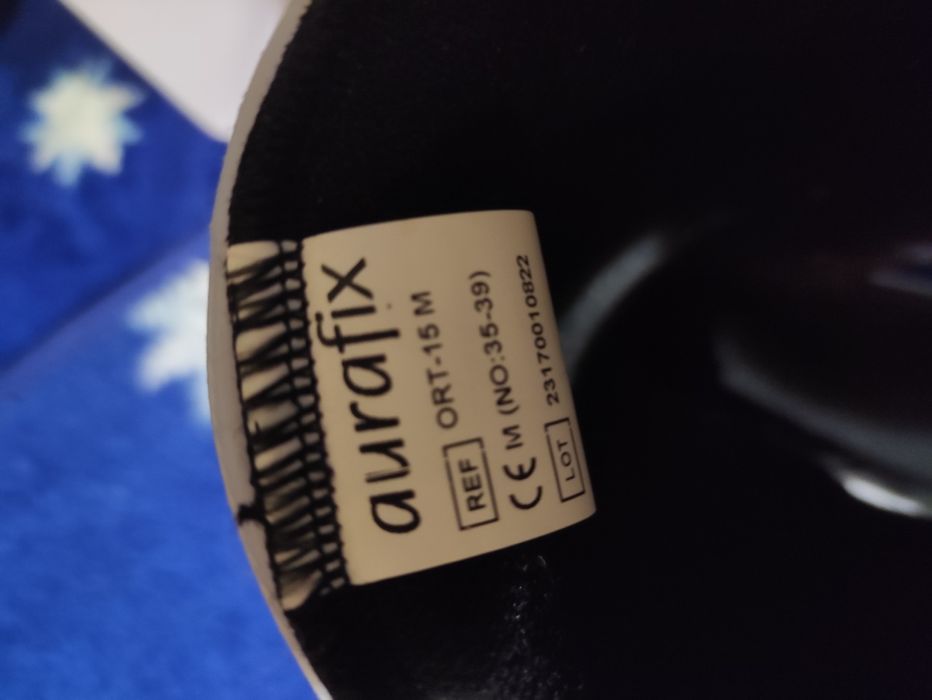 aurafix
REF ORT-15 M
CE M (NO:35-39)
LOT 23170010822